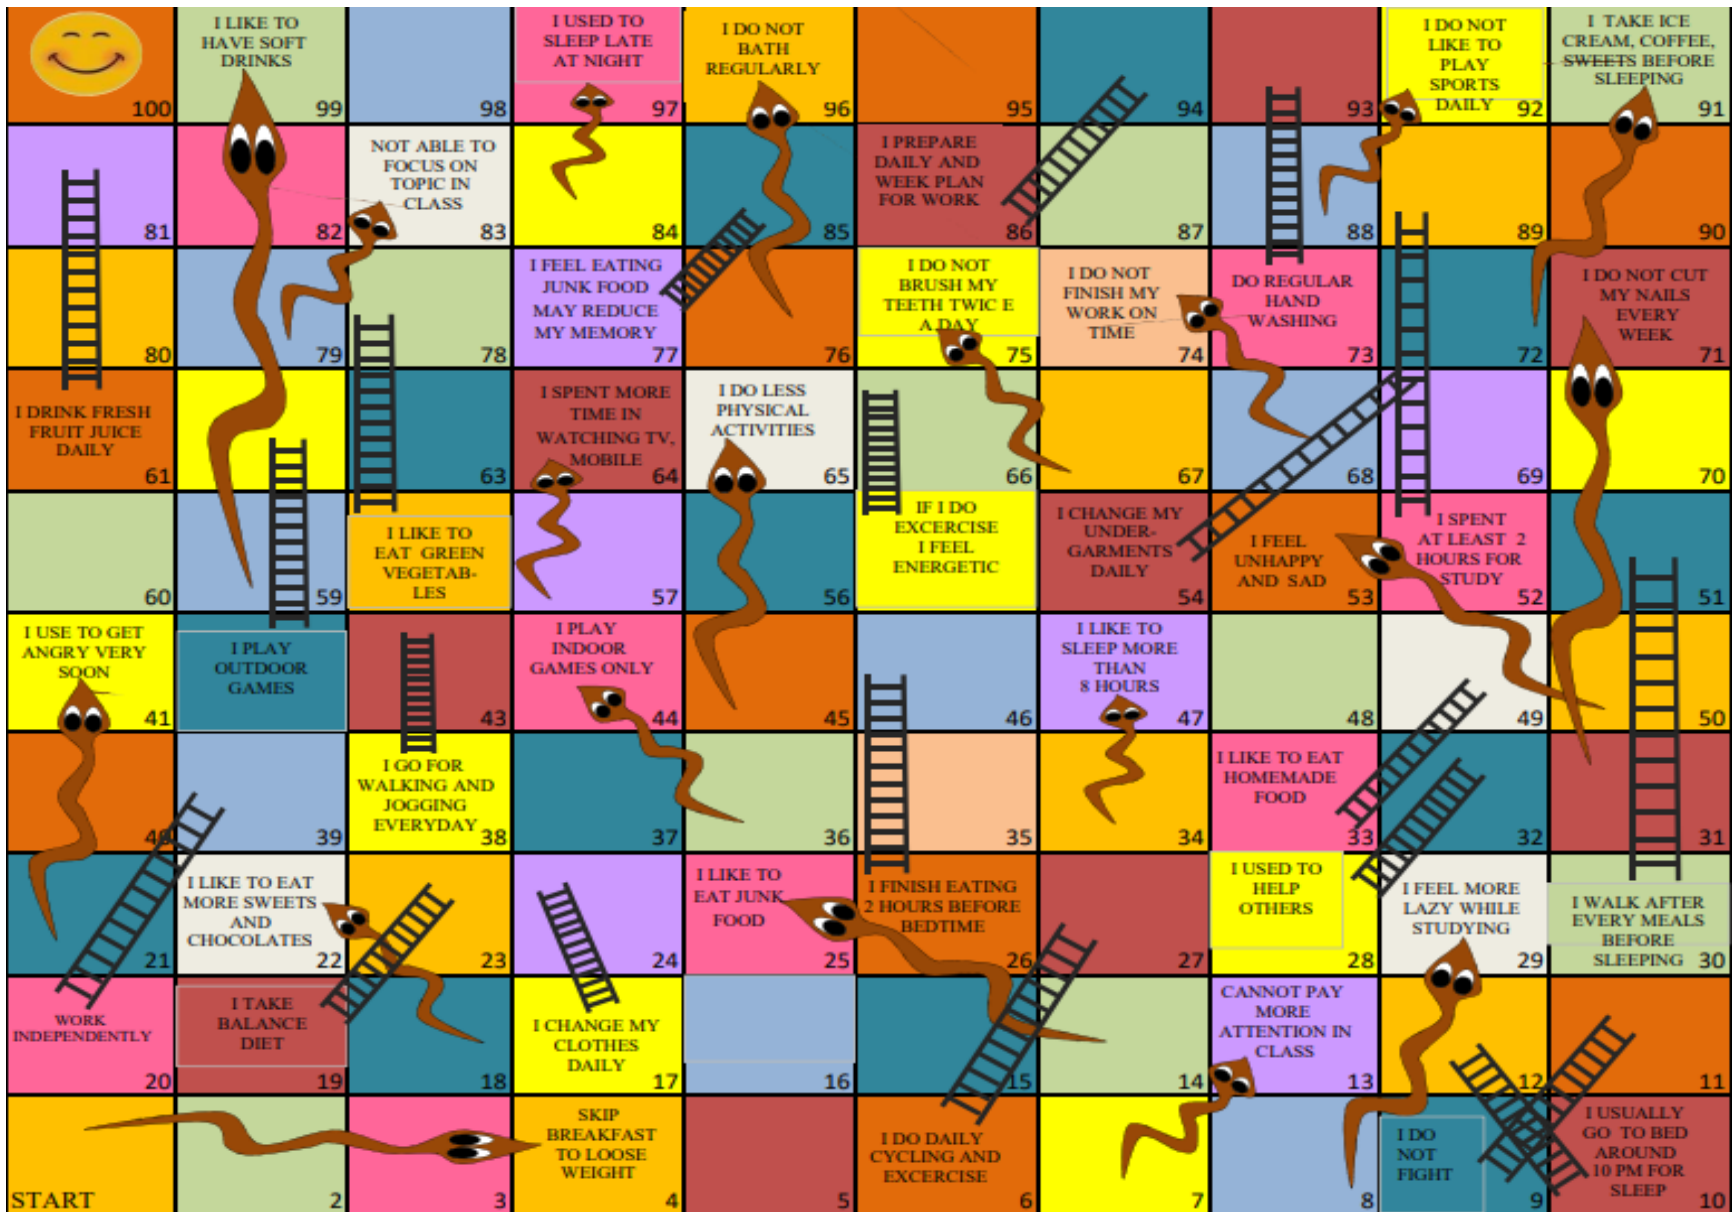 100
I LIKE TO
HAVE SOFT
DRINKS
99
98
I USED TO
SLEEP LATE
AT NIGHT
97
I DO NOT
BATH
REGULARLY
96
95
94
93
I DO NOT
LIKE TO
PLAY
SPORTS
DAILY
92
I TAKE ICE
CREAM, COFFEE,
SWEETS BEFORE
SLEEPING
91
81
82
NOT ABLE TO
FOCUS ON
TOPIC IN
CLASS
83
84
85
I PREPARE
DAILY AND
WEEK PLAN
FOR WORK
86
87
88
89
90
80
79
78
I FEEL EATING
JUNK FOOD
MAY REDUCE
MY MEMORY
77
76
I DO NOT
BRUSH MY
TEETH TWIC E
A DAY
75
I DO NOT
FINISH MY
WORK ON
TIME
74
DO REGULAR
HAND
WASHING
73
72
I DO NOT CUT
MY NAILS
EVERY
WEEK
71
I DRINK FRESH
FRUIT JUICE
DAILY
61
63
I SPENT MORE
TIME IN
WATCHING TV,
MOBILE
64
I DO LESS
PHYSICAL
ACTIVITIES
65
66
67
68
69
70
60
59
I LIKE TO
EAT GREEN
VEGETAB-
LES
57
56
IF I DO
EXCERCISE
I FEEL
ENERGETIC
I CHANGE MY
UNDER-
GARMENTS
DAILY
54
I FEEL
UNHAPPY
AND SAD
53
I SPENT
AT LEAST 2
HOURS FOR
STUDY
52
51
I USE TO GET
ANGRY VERY
SOON
41
I PLAY
OUTDOOR
GAMES
43
I PLAY
INDOOR
GAMES ONLY
44
45
46
I LIKE TO
SLEEP MORE
THAN
8 HOURS
47
48
49
50
40
39
I GO FOR
WALKING AND
JOGGING
EVERYDAY
38
37
36
35
34
I LIKE TO EAT
HOMEMADE
FOOD
33
32
31
21
I LIKE TO EAT
MORE SWEETS
AND
CHOCOLATES
22
23
24
I LIKE TO
EAT JUNK
FOOD
25
I FINISH EATING
2 HOURS BEFORE
BEDTIME
26
27
I USED TO
HELP
OTHERS
28
I FEEL MORE
LAZY WHILE
STUDYING
29
I WALK AFTER
EVERY MEALS
BEFORE
SLEEPING
30
WORK
INDEPENDENTLY
20
I TAKE
BALANCE
DIET
19
18
I CHANGE MY
CLOTHES
DAILY
17
16
15
14
CANNOT PAY
MORE
ATTENTION IN
CLASS
13
12
11
START
2
3
SKIP
BREAKFAST
TO LOOSE
WEIGHT
4
5
I DO DAILY
CYCLING AND
EXCERCISE
6
7
8
I DO
NOT
FIGHT
9
I USUALLY
GO TO BED
AROUND
10 PM FOR
SLEEP
10